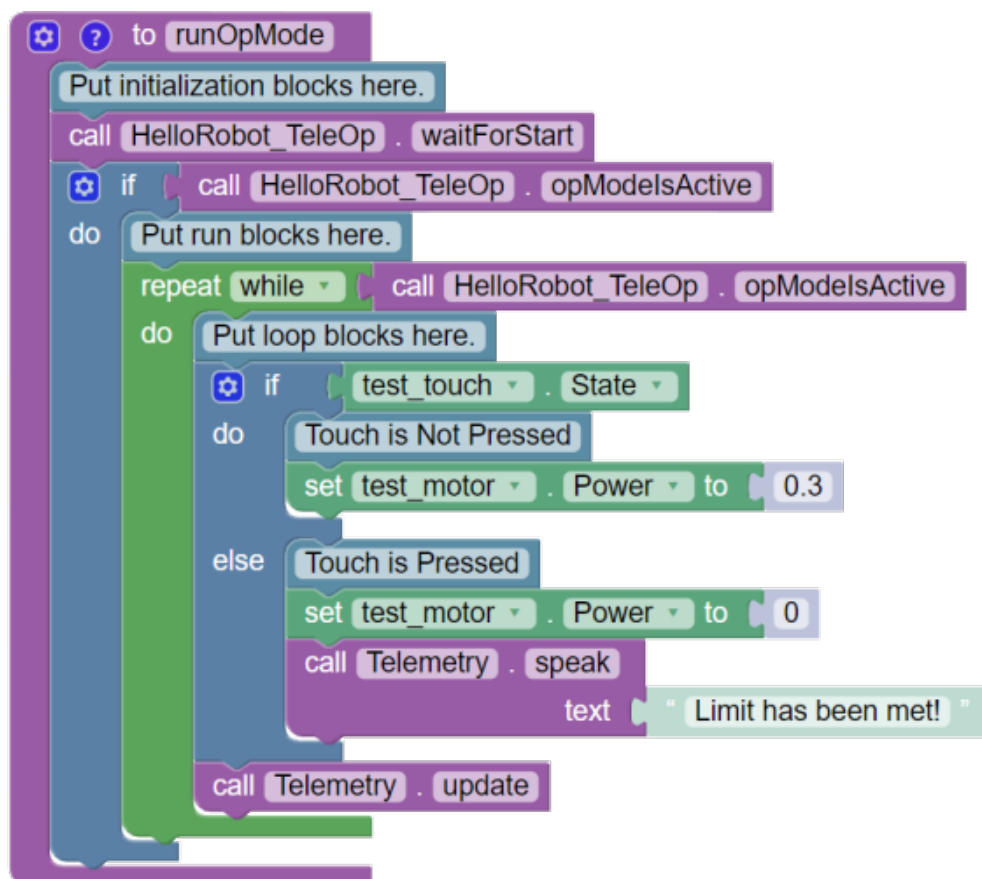 ? to runOpMode
Put initialization blocks here.
call HelloRobot_TeleOp . waitForStart
if call HelloRobot_TeleOp . opModeIsActive
do Put run blocks here.
repeat while call HelloRobot_TeleOp . opModeIsActive
do Put loop blocks here.
if test_touch . State
do Touch is Not Pressed
set test_motor . Power to 0.3
else Touch is Pressed
set test_motor . Power to 0
call Telemetry . speak
text “ Limit has been met! ”
call Telemetry . update